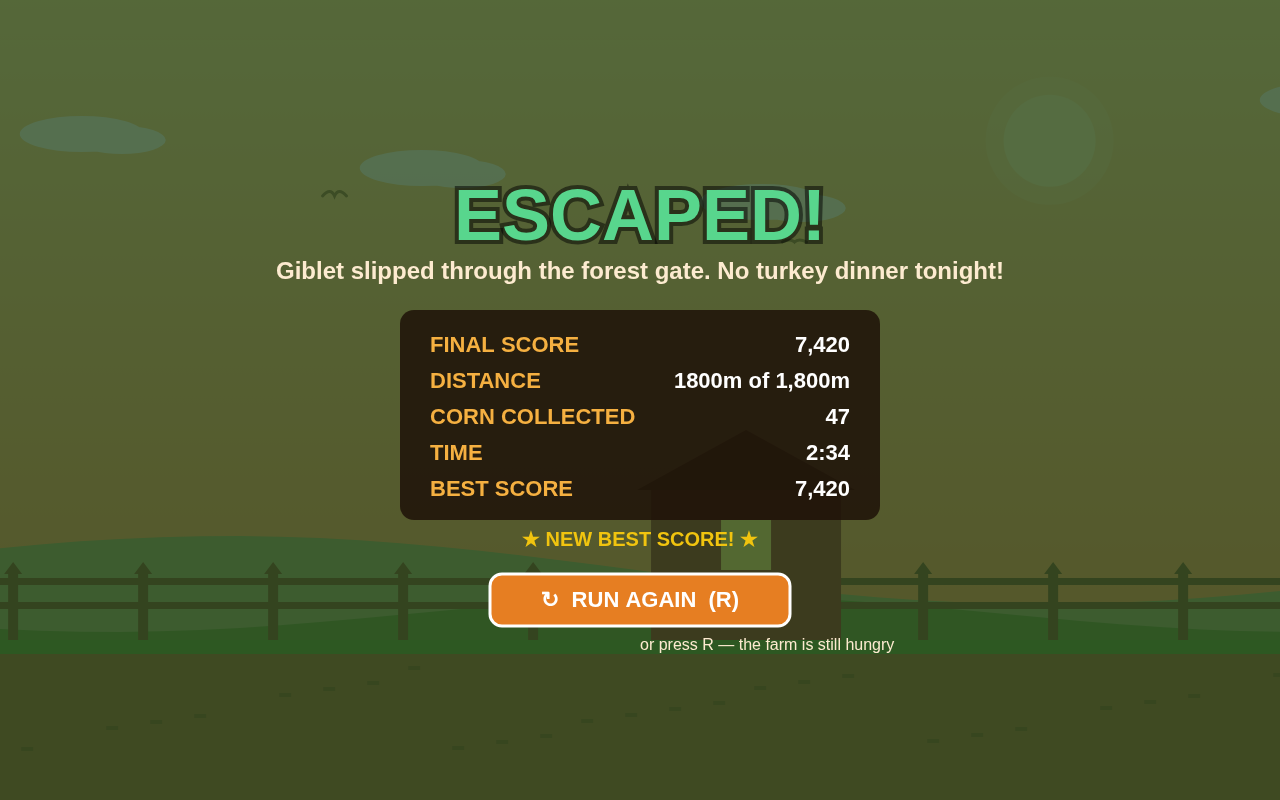 ESCAPED!
Giblet slipped through the forest gate. No turkey dinner tonight!
FINAL SCORE 7,420
DISTANCE 1800m of 1,800m
CORN COLLECTED 47
TIME 2:34
BEST SCORE 7,420
★ NEW BEST SCORE! ★
↻ RUN AGAIN (R)
or press R — the farm is still hungry